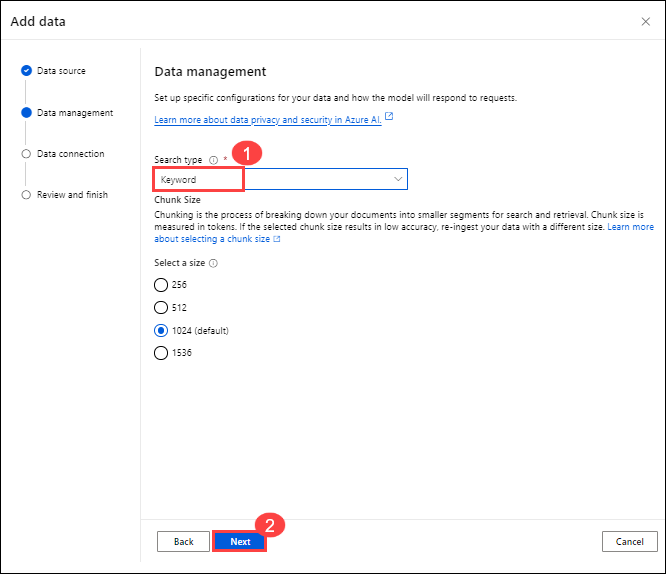 Add data
Data source
Data management
Data connection
Review and finish
Data management
Set up specific configurations for your data and how the model will respond to requests.
Learn more about data privacy and security in Azure AI.
1
Search type *
Keyword
Chunk Size
Chunking is the process of breaking down your documents into smaller segments for search and retrieval. Chunk size is
measured in tokens. If the selected chunk size results in low accuracy, re-ingest your data with a different size. Learn more
about selecting a chunk size
Select a size
256
512
1024 (default)
1536
2
Back
Next
Cancel